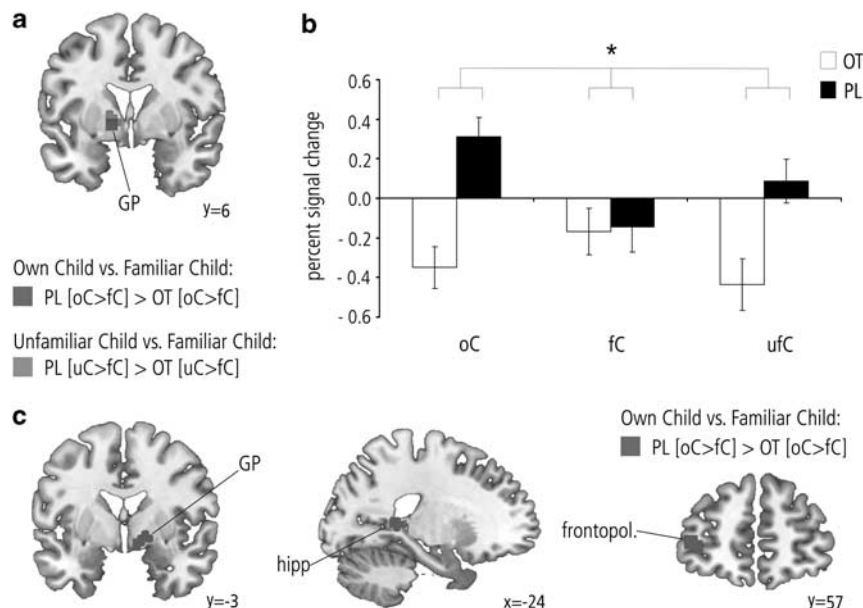 a
GP
y=6
Own Child vs. Familiar Child:
PL [oC>fC] > OT [oC>fC]
Unfamiliar Child vs. Familiar Child:
PL [uC>fC] > OT [uC>fC]
b
*
OT
PL
percent signal change
0.6
0.4
0.2
0.0
- 0.2
- 0.4
-0.6
oC
fC
ufC
c
GP
y=-3
hipp
x=-24
Own Child vs. Familiar Child:
PL [oC>fC] > OT [oC>fC]
frontopol.
y=57